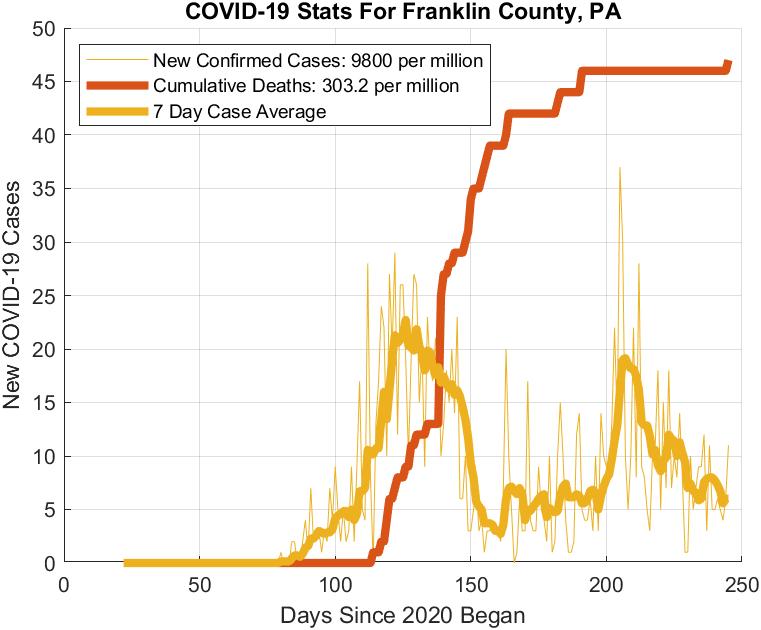 COVID-19 Stats For Franklin County, PA
New Confirmed Cases: 9800 per million
Cumulative Deaths: 303.2 per million
7 Day Case Average
New COVID-19 Cases
50
45
40
35
30
25
20
15
10
5
0
0 50 100 150 200 250
Days Since 2020 Began